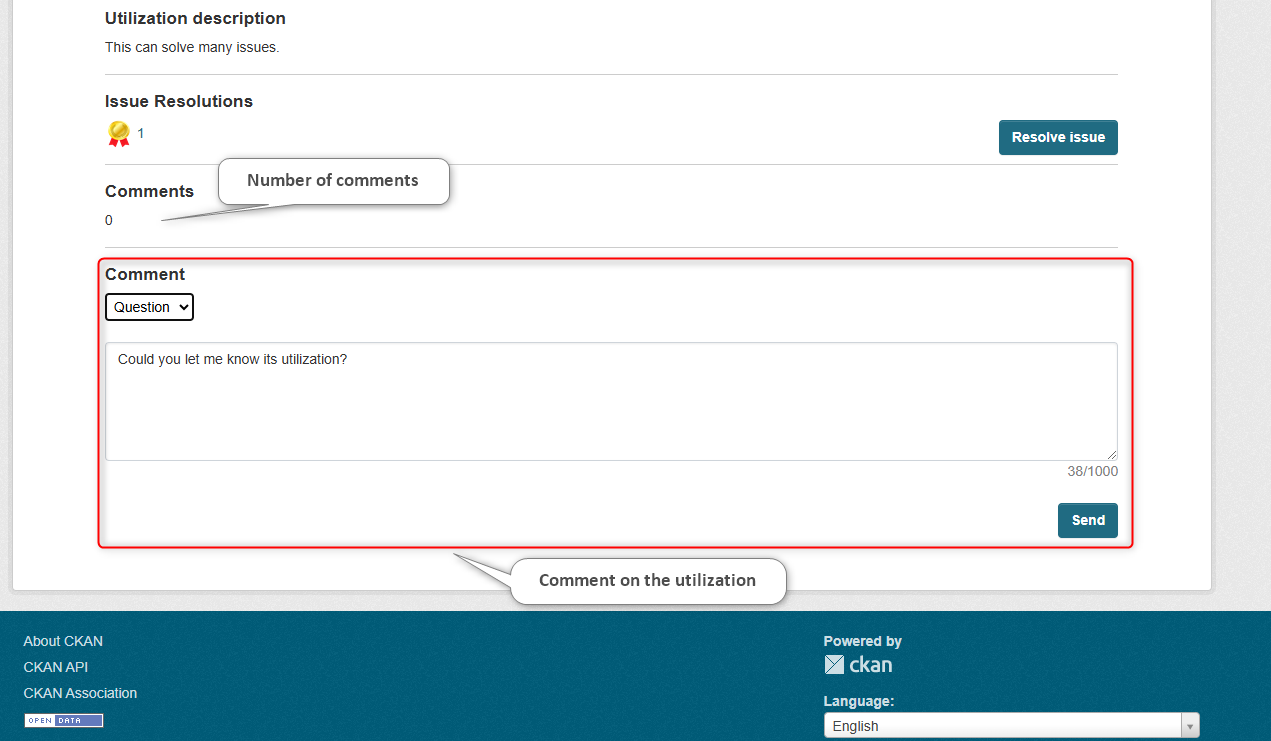 Utilization description
This can solve many issues.
Issue Resolutions
1
Resolve issue
Number of comments
Comments
0
Comment
Question
Could you let me know its utilization?
38/1000
Send
Comment on the utilization
About CKAN
CKAN API
CKAN Association
OPEN DATA
Powered by
ckan
Language:
English